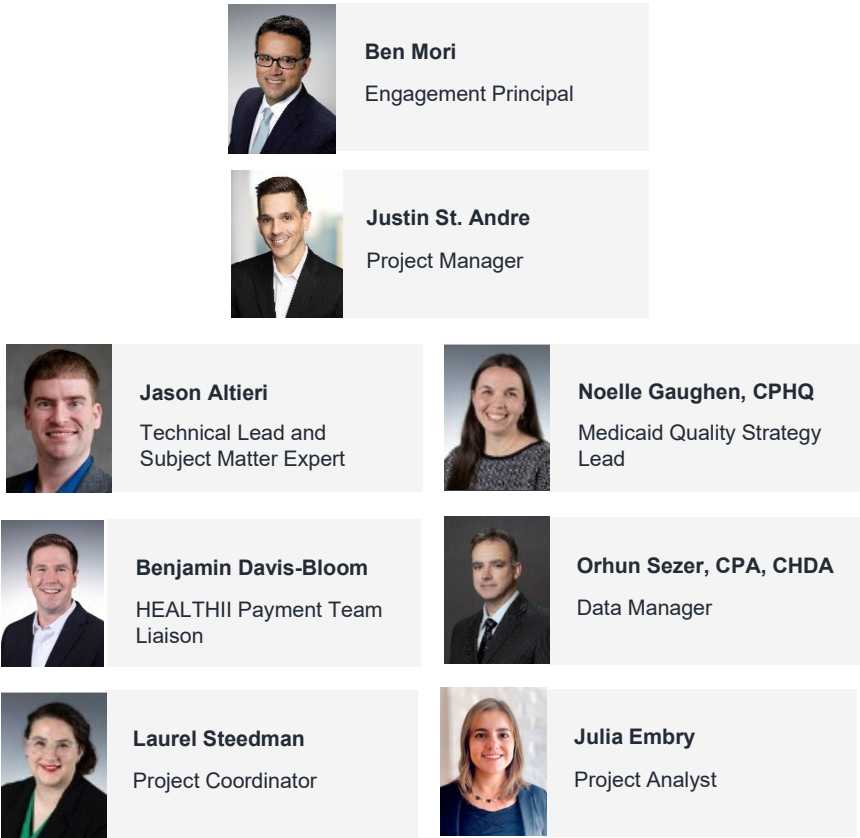 Ben Mori
Engagement Principal
Justin St. Andre
Project Manager
Jason Altieri
Technical Lead and
Subject Matter Expert
Noelle Gaughen, CPHQ
Medicaid Quality Strategy
Lead
Benjamin Davis-Bloom
HEALTHII Payment Team
Liaison
Orhun Sezer, CPA, CHDA
Data Manager
Laurel Steedman
Project Coordinator
Julia Embry
Project Analyst